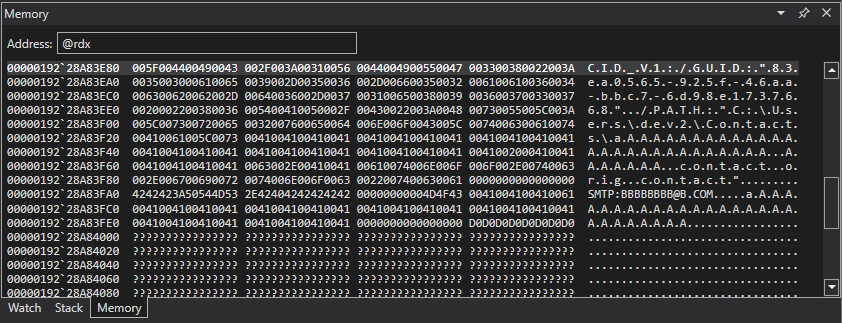 Memory
Address: @rdx
00000192`28A83E80 005F004400490043 002F003A00310056 0044004900550047 003300380022003A C.I.D._.V.1.:./.G.U.I.D.:.".8.3.
00000192`28A83EA0 0035003000610065 0039002D00350036 002D006600350032 0061006100360034 e.a.0.5.6.5.-.9.2.5.f.-.4.6.a.a.
00000192`28A83EC0 006300620062002D 00640036002D0037 0031006500380039 0036003700330037 -.b.b.c.7.-.6.d.9.8.e.1.7.3.7.6.
00000192`28A83EE0 0020002200380036 005400410050002F 00430022003A0048 00730055005C003A 6.8.". ./.P.A.T.H.:.".C.:.\.U.s.
00000192`28A83F00 005C007300720065 0032007600650064 006E006F0043005C 0074006300610074 e.r.s.\.d.e.v.2.\.C.o.n.t.a.c.t.
00000192`28A83F20 00410061005C0073 0041004100410041 0041004100410041 0041004100410041 s.\.a.A.A.A.A.A.A.A.A.A.A.A.A.A.
00000192`28A83F40 0041004100410041 0041004100410041 0041002000410041 0041004100410041
00000192`28A83F60 0041004100410041 0063002E00410041 00610074006E006F 006F002E00740063
00000192`28A83F80 002E006700690072 0074006E006F0063 0022007400630061 0000000000000000 r.i.g...c.o.n.t.a.c.t.".........
00000192`28A83FA0 4242423A50544D53 2E42404242424242 00000000004D4F43 0041004100410061 SMTP:BBBBBBBB@B.COM.....a.A.A.A.
00000192`28A83FC0 0041004100410041 0041004100410041 0041004100410041 0041004100410041 A.A.A.A.A.A.A.A.A.A.A.A.A.A.A.A.
00000192`28A83FE0 0041004100410041 0041004100410041 0000000000000000 D0D0D0D0D0D0D0D0
00000192`28A84000 ???????????????? ???????????????? ???????????????? ???????????????? ................................
00000192`28A84020 ???????????????? ???????????????? ???????????????? ???????????????? ................................
00000192`28A84040 ???????????????? ???????????????? ???????????????? ???????????????? ................................
00000192`28A84060 ???????????????? ???????????????? ???????????????? ???????????????? ................................
00000192`28A84080 ???????????????? ???????????????? ???????????????? ???????????????? ................................
Watch Stack Memory